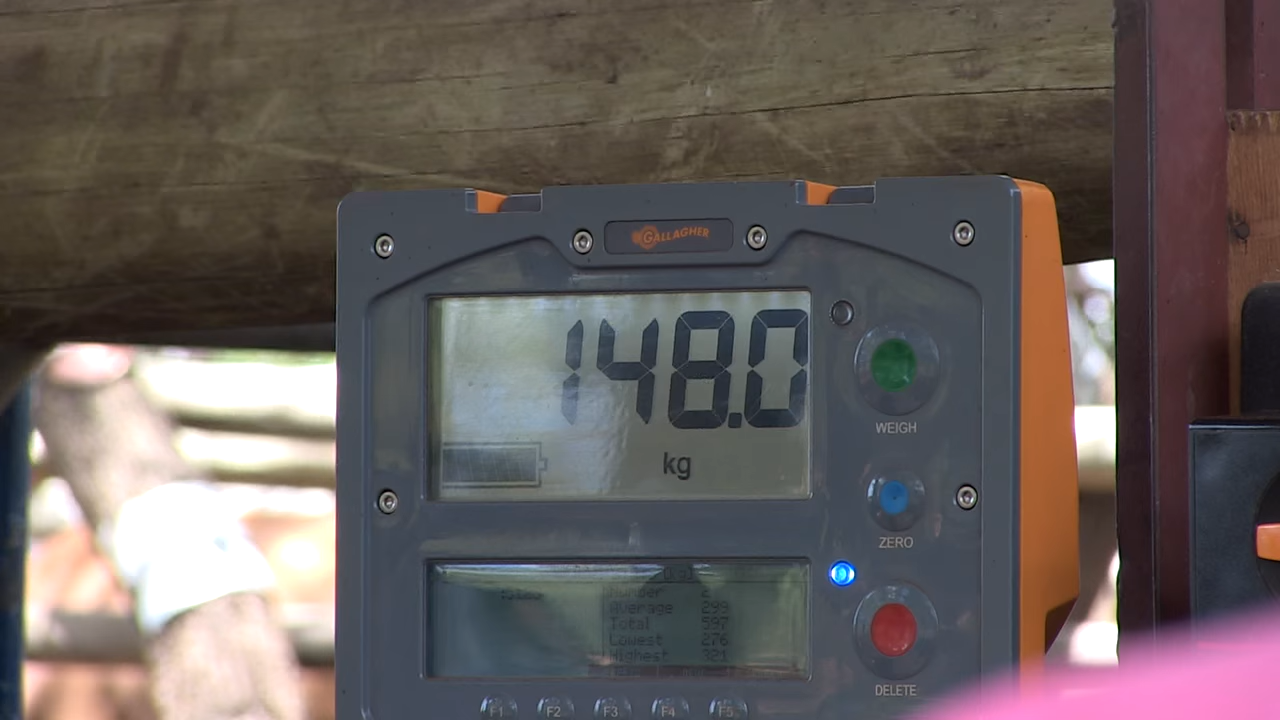 GALLAGHER
148.0
kg
WEIGH
ZERO
Number 2
Average 299
Total 597
Lowest 276
Highest 321
DELETE
F1 F2 F3 F4 F5